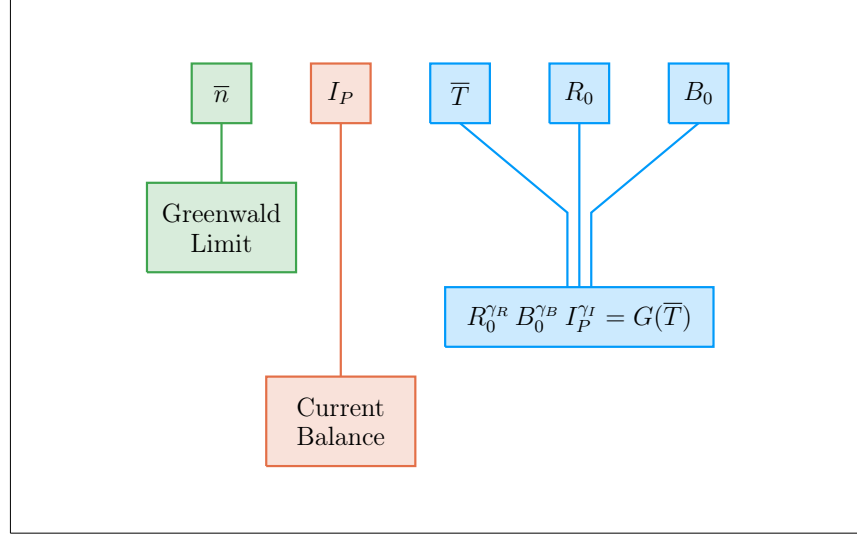 n̅ I_P T̅ R_0 B_0
Greenwald
Limit
R_0^{γ_R} B_0^{γ_B} I_P^{γ_I} = G(T̅)
Current
Balance